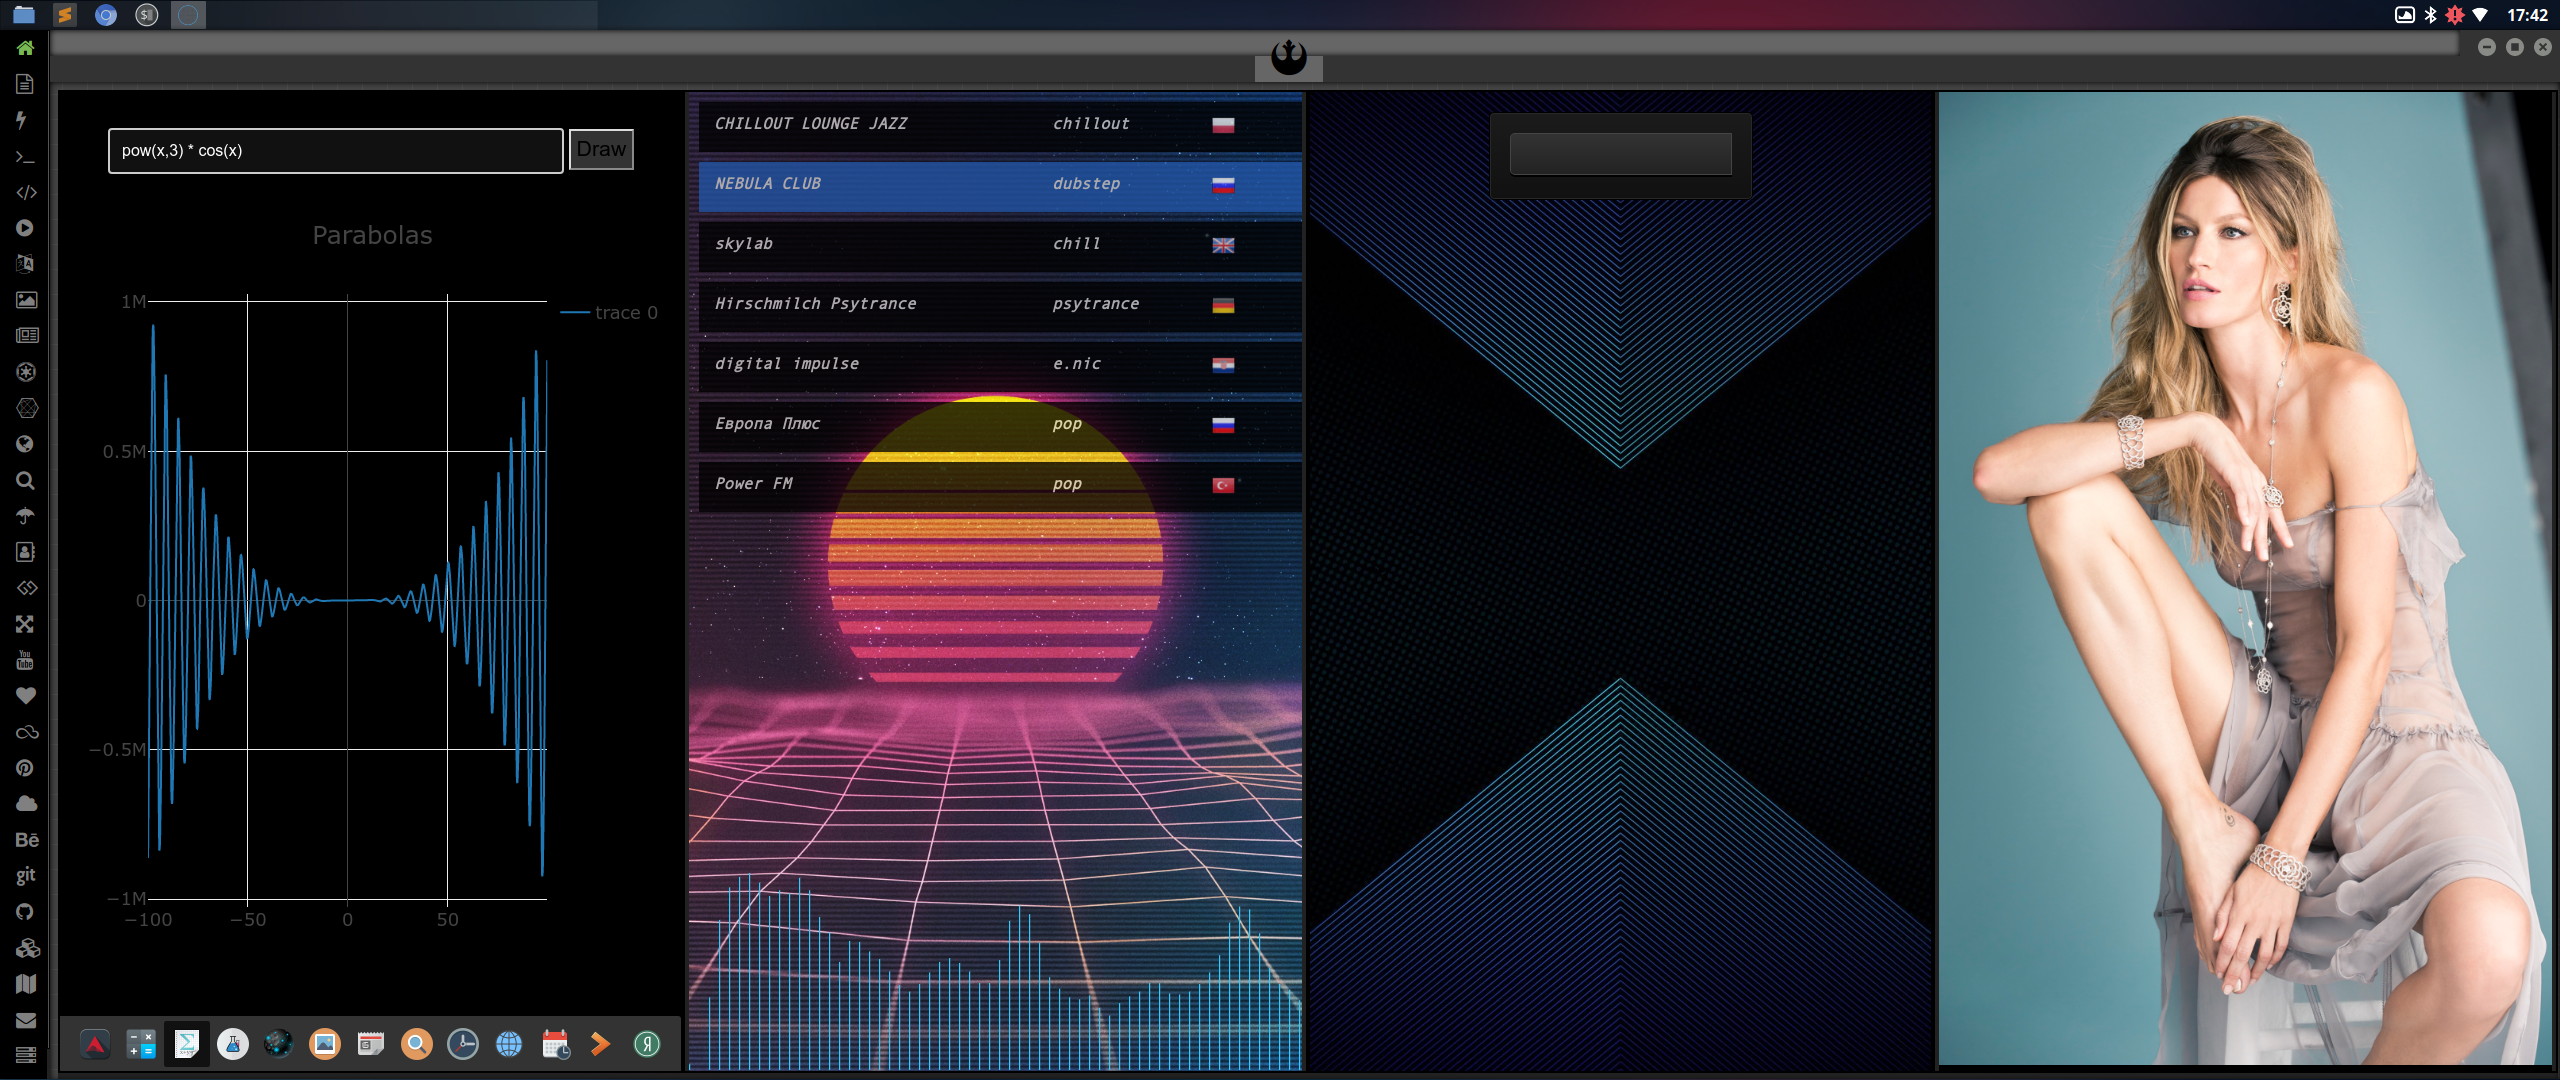 17:42
pow(x,3) * cos(x)
Draw
Parabolas
1M
0.5M
0
−0.5M
−1M
−100
−50
0
50
trace 0
CHILLOUT LOUNGE JAZZ chillout
NEBULA CLUB dubstep
skylab chill
Hirschmilch Psytrance psytrance
digital impulse e.nic
Европа Плюс pop
Power FM pop
You
Tube
Bē
git
Я